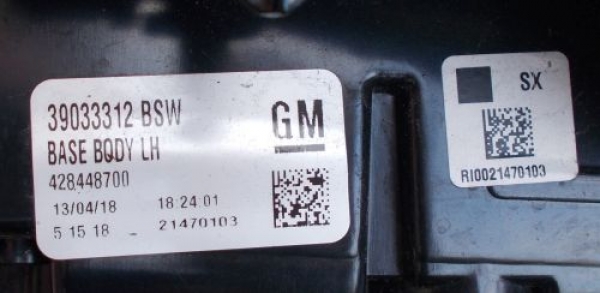 39033312 BSW
BASE BODY LH
428448700
13/04/18 18:24:01
5 15 18 21470103
GM
SX
RI0021470103